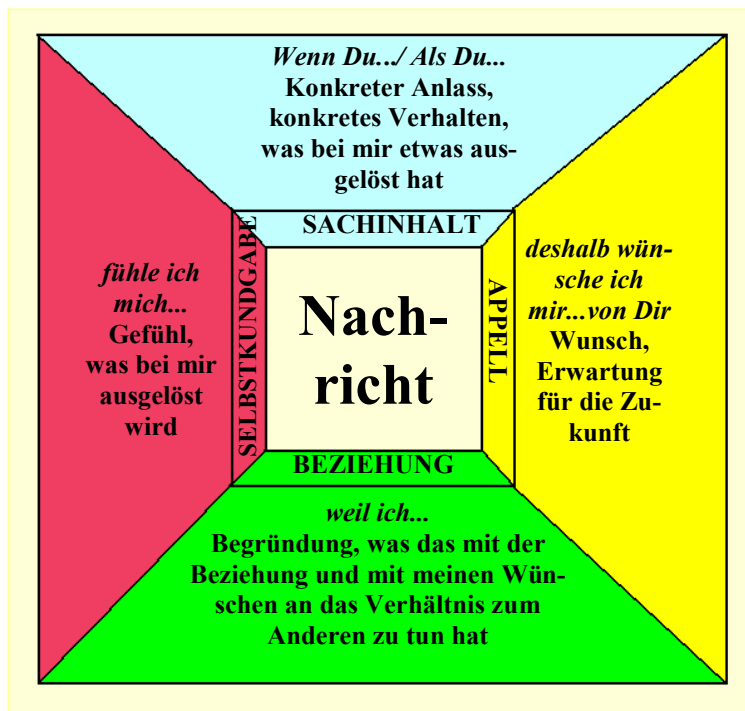 Wenn Du.../ Als Du...
Konkreter Anlass,
konkretes Verhalten,
was bei mir etwas aus-
gelöst hat
SACHINHALT
fühle ich
mich...
Gefühl,
was bei mir
ausgelöst
wird
SELBSTKUNDGABE
Nach-
richt
APPELL
deshalb wün-
sche ich
mir...von Dir
Wunsch,
Erwartung
für die Zu-
kunft
BEZIEHUNG
weil ich...
Begründung, was das mit der
Beziehung und mit meinen Wün-
schen an das Verhältnis zum
Anderen zu tun hat